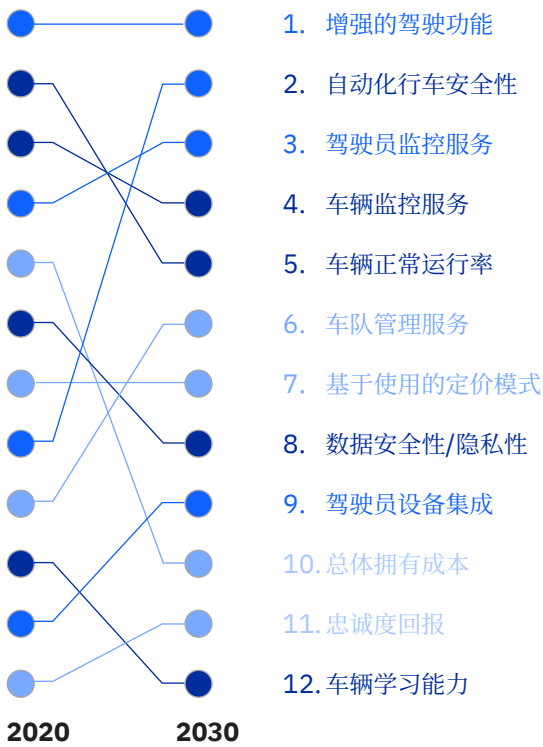 1. 增强的驾驶功能
2. 自动化行车安全性
3. 驾驶员监控服务
4. 车辆监控服务
5. 车辆正常运行率
6. 车队管理服务
7. 基于使用的定价模式
8. 数据安全性/隐私性
9. 驾驶员设备集成
10. 总体拥有成本
11. 忠诚度回报
12. 车辆学习能力
2020 2030